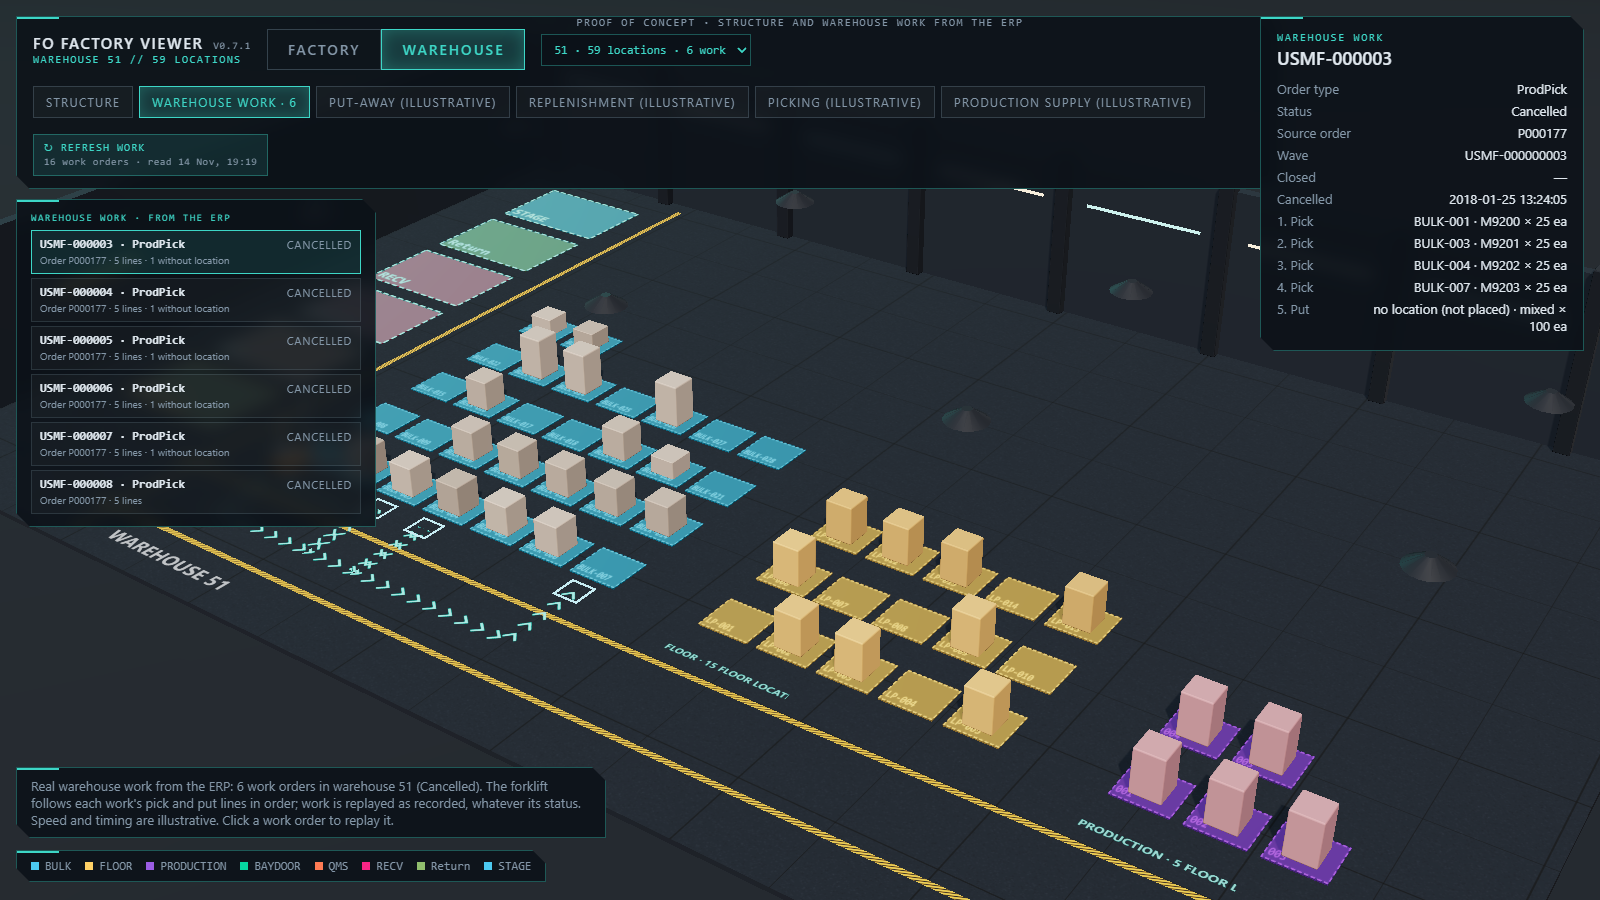 PROOF OF CONCEPT · STRUCTURE AND WAREHOUSE WORK FROM THE ERP
FO FACTORY VIEWER V0.7.1
WAREHOUSE 51 // 59 LOCATIONS
FACTORY
WAREHOUSE
51 · 59 locations · 6 work
STRUCTURE
WAREHOUSE WORK · 6
PUT-AWAY (ILLUSTRATIVE)
REPLENISHMENT (ILLUSTRATIVE)
PICKING (ILLUSTRATIVE)
PRODUCTION SUPPLY (ILLUSTRATIVE)
↻ REFRESH WORK
16 work orders · read 14 Nov, 19:19
WAREHOUSE WORK
USMF-000003
Order type ProdPick
Status Cancelled
Source order P000177
Wave USMF-000000003
Closed —
Cancelled 2018-01-25 13:24:05
1. Pick BULK-001 · M9200 × 25 ea
2. Pick BULK-003 · M9201 × 25 ea
3. Pick BULK-004 · M9202 × 25 ea
4. Pick BULK-007 · M9203 × 25 ea
5. Put no location (not placed) · mixed ×
100 ea
WAREHOUSE WORK · FROM THE ERP
USMF-000003 · ProdPick CANCELLED
Order P000177 · 5 lines · 1 without location
USMF-000004 · ProdPick CANCELLED
Order P000177 · 5 lines · 1 without location
USMF-000005 · ProdPick CANCELLED
Order P000177 · 5 lines · 1 without location
USMF-000006 · ProdPick CANCELLED
Order P000177 · 5 lines · 1 without location
USMF-000007 · ProdPick CANCELLED
Order P000177 · 5 lines · 1 without location
USMF-000008 · ProdPick CANCELLED
Order P000177 · 5 lines
STAGE
Return
RECV
WAREHOUSE 51
FLOOR · 15 FLOOR LOCAT
LP-001
LP-004
LP-010
PRODUCTION · 5 FLOOR L
Real warehouse work from the ERP: 6 work orders in warehouse 51 (Cancelled). The forklift
follows each work's pick and put lines in order; work is replayed as recorded, whatever its status.
Speed and timing are illustrative. Click a work order to replay it.
BULK
FLOOR
PRODUCTION
BAYDOOR
QMS
RECV
Return
STAGE